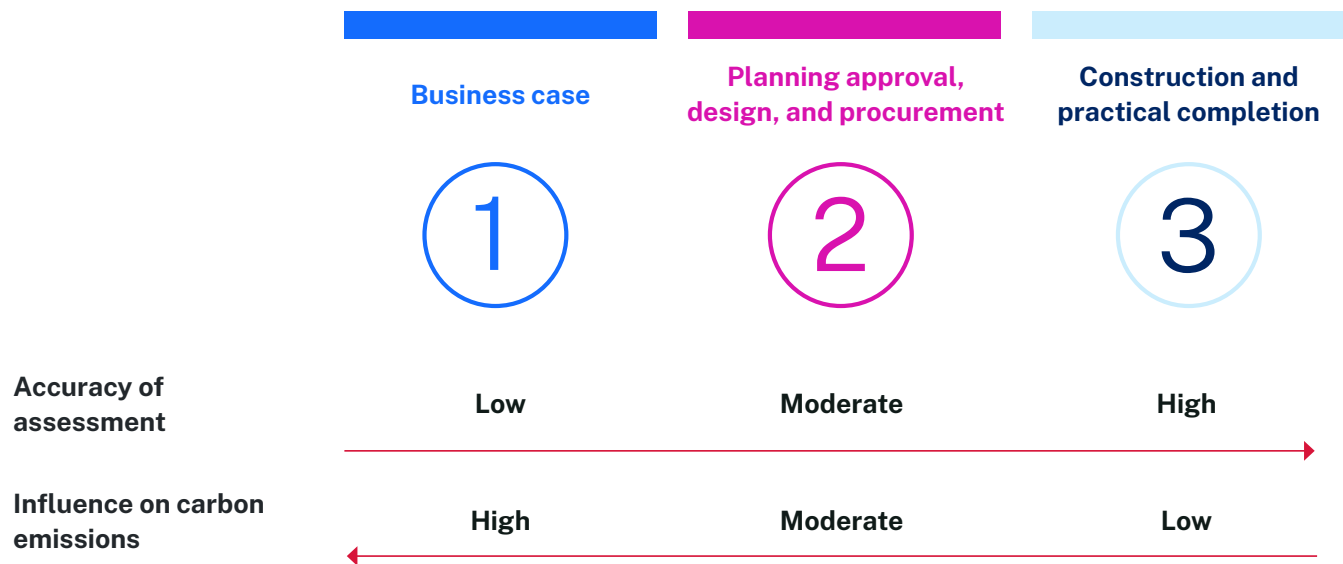 Business case
Planning approval,
design, and procurement
Construction and
practical completion
1
2
3
Accuracy of
assessment
Low
Moderate
High
Influence on carbon
emissions
High
Moderate
Low